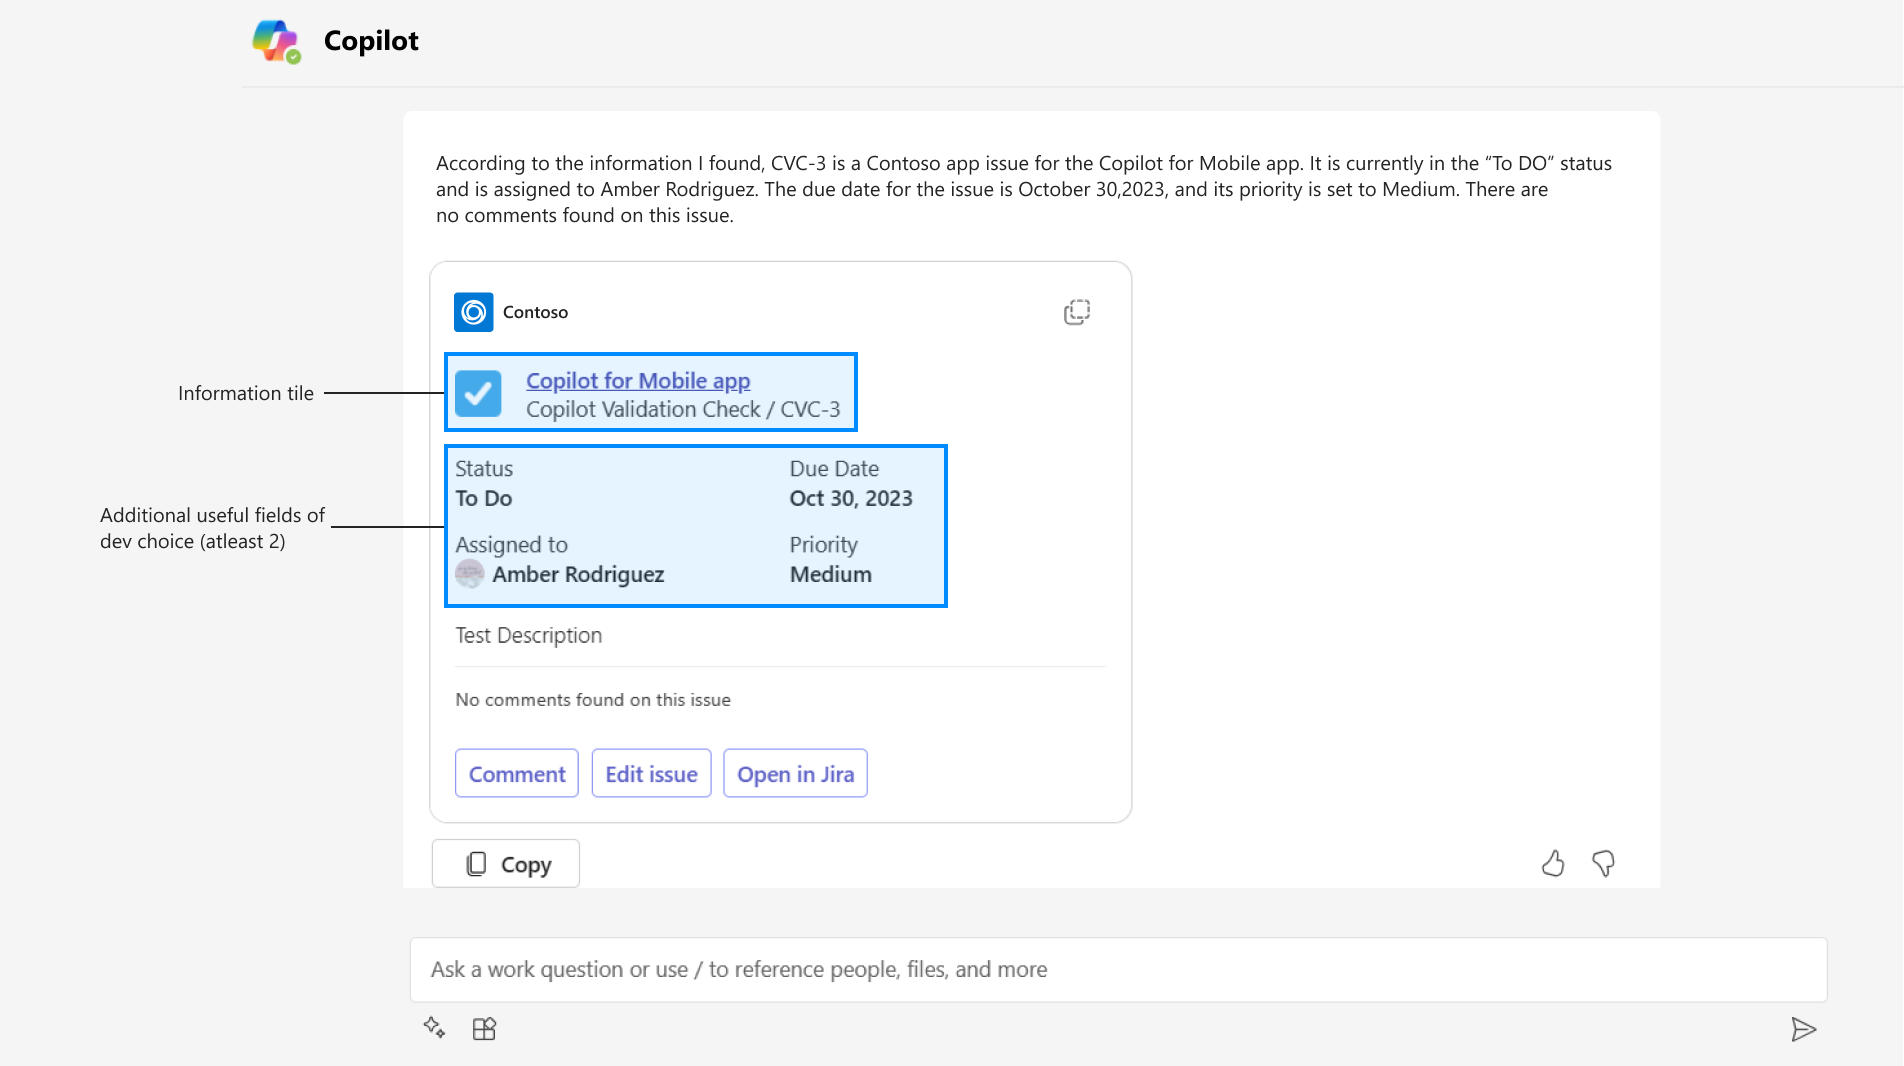 Copilot
According to the information I found, CVC-3 is a Contoso app issue for the Copilot for Mobile app. It is currently in the “To DO” status
and is assigned to Amber Rodriguez. The due date for the issue is October 30,2023, and its priority is set to Medium. There are
no comments found on this issue.
Contoso
Information tile
Copilot for Mobile app
Copilot Validation Check / CVC-3
Additional useful fields of
dev choice (atleast 2)
Status
Due Date
To Do
Oct 30, 2023
Assigned to
Priority
Amber Rodriguez
Medium
Test Description
No comments found on this issue
Comment
Edit issue
Open in Jira
Copy
Ask a work question or use / to reference people, files, and more